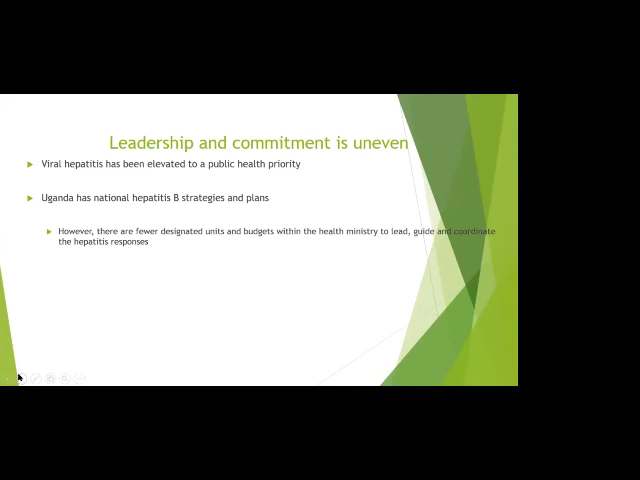 Leadership and commitment is uneven
Viral hepatitis has been elevated to a public health priority
Uganda has national hepatitis B strategies and plans
However, there are fewer designated units and budgets within the health ministry to lead, guide and coordinate
the hepatitis responses